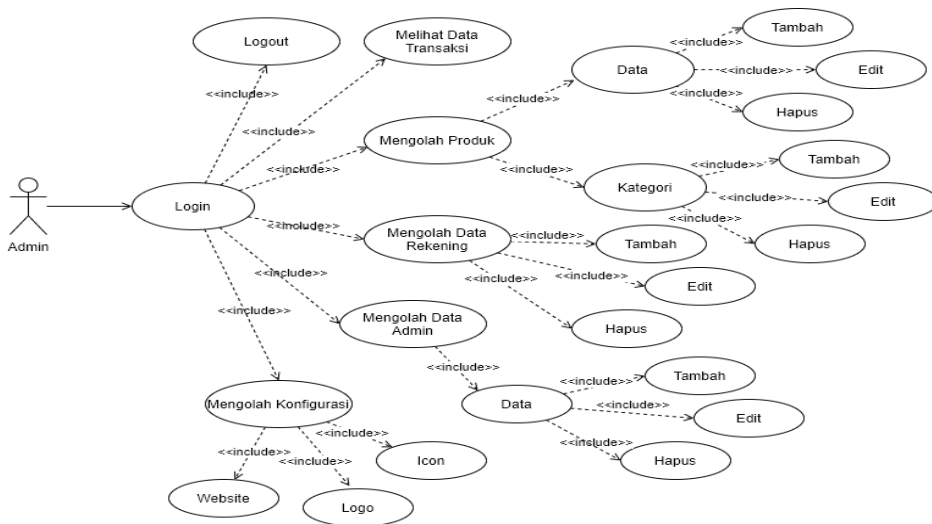 Logout
Melihat Data
Transaksi
<<include>>
<<include>>
Tambah
<<include>>
Data
<<include>>
Edit
<<include>>
<<include>>
Hapus
<<include>>
Mengolah Produk
<<include>>
<<include>>
Tambah
Kategori
<<include>>
Edit
<<include>>
Hapus
Admin
Login
<<include>>
Mengolah Data
Rekening
<<include>>
Tambah
<<include>>
Edit
<<include>>
Hapus
<<include>>
Mengolah Data
Admin
<<include>>
Data
<<include>>
Tambah
<<include>>
Edit
<<include>>
Hapus
<<include>>
Mengolah Konfigurasi
<<include>>
Icon
<<include>>
Website
<<include>>
Logo